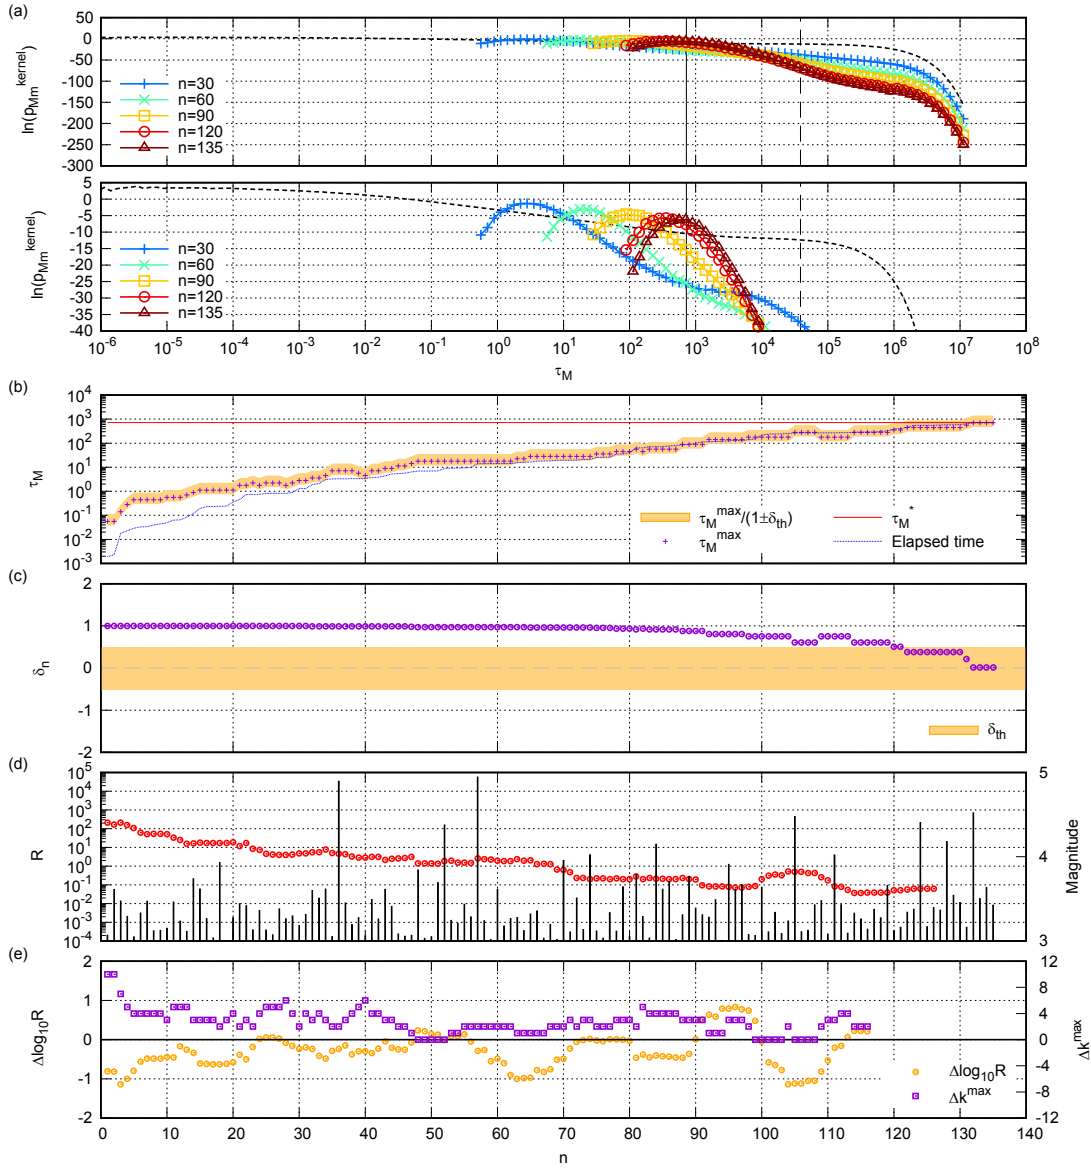 (a)
ln(p_Mm^kernel)
50
0
-50
-100
-150
-200
-250
-300
n=30
n=60
n=90
n=120
n=135
ln(p_Mm^kernel)
5
0
-5
-10
-15
-20
-25
-30
-35
-40
n=30
n=60
n=90
n=120
n=135
10^-6 10^-5 10^-4 10^-3 10^-2 10^-1 10^0 10^1 10^2 10^3 10^4 10^5 10^6 10^7 10^8
τ_M
(b)
τ_M
10^4
10^3
10^2
10^1
10^0
10^-1
10^-2
10^-3
τ_M^max/(1±δ_th) τ_M^*
τ_M^max Elapsed time
(c)
δ_n
2
1
0
-1
-2
δ_th
(d)
R
10^5
10^4
10^3
10^2
10^1
10^0
10^-1
10^-2
10^-3
10^-4
5
4
3
Magnitude
(e)
Δlog_10R
2
1
0
-1
-2
12
8
4
0
-4
-8
-12
Δk^max
Δlog_10R
Δk^max
0 10 20 30 40 50 60 70 80 90 100 110 120 130 140
n